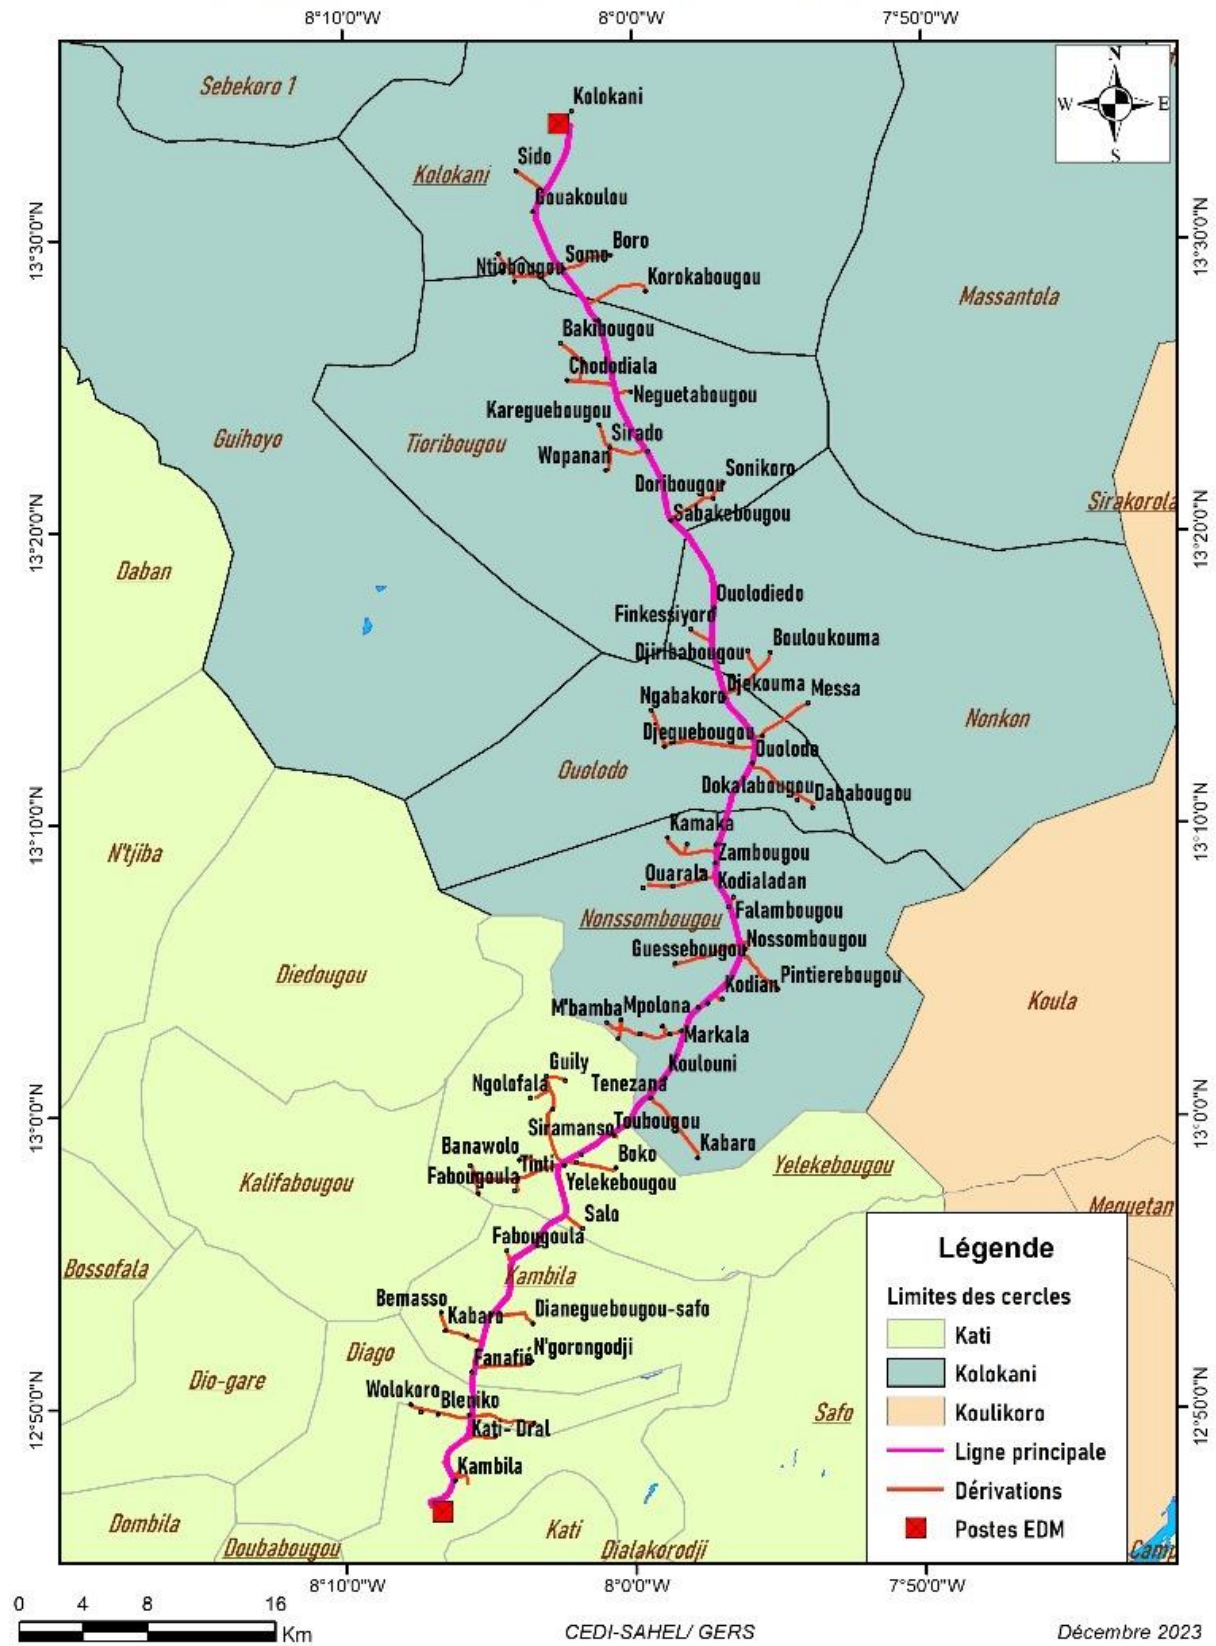 8°10'0"W
8°0'0"W
7°50'0"W
N
W
E
S
Sebekoro 1
Kolokani
Sido
Kolokani
Gouakoulou
13°30'0"N
13°30'0"N
Boro
Somo
Ntiobougou
Korokabougou
Massantola
Bakibougou
Chododiala
Neguetabougou
Kareguebougou
Guihoyo
Tioribougou
Sirado
Wopanan
Sonikoro
Doribougou
Sirakorola
Sabakebougou
13°20'0"N
13°20'0"N
Daban
Ouolodiedo
Finkessiyoro
Djiribabougou
Bouloukouma
Djekouma
Messa
Ngabakoro
Nonkon
Djeguebougou
Ouolodo
Ouolodo
Dokalabougou
Dababougou
13°10'0"N
13°10'0"N
Kamaka
N'tjiba
Zambougou
Ouarala
Kodialadan
Falambougou
Nonssombougou
Nossombougou
Guessebougou
Diedougou
Pintierebougou
Kodian
Koula
M'bamba
Mpolona
Markala
Guily
Koulouni
Ngolofala
Tenezana
13°0'0"N
13°0'0"N
Siramanso
Toubougou
Banawolo
Kabaro
Boko
Tinti
Yelekebougou
Fabougoula
Kalifabougou
Yelekebougou
Meguetan
Salo
Fabougoula
Bossofala
Kambila
Bemasso
Kabaro
Dianeguebougou-safo
N'gorongodji
Diago
Fanafié
Dio-gare
Wolokoro
Bleniko
12°50'0"N
12°50'0"N
Safo
Kati- Dral
Kambila
Dombila
Kati
Doubabougou
Dialakorodji
Camp
Légende
Limites des cercles
Kati
Kolokani
Koulikoro
Ligne principale
Dérivations
Postes EDM
8°10'0"W
8°0'0"W
7°50'0"W
0 4 8 16
Km
CEDI-SAHEL/ GERS
Décembre 2023